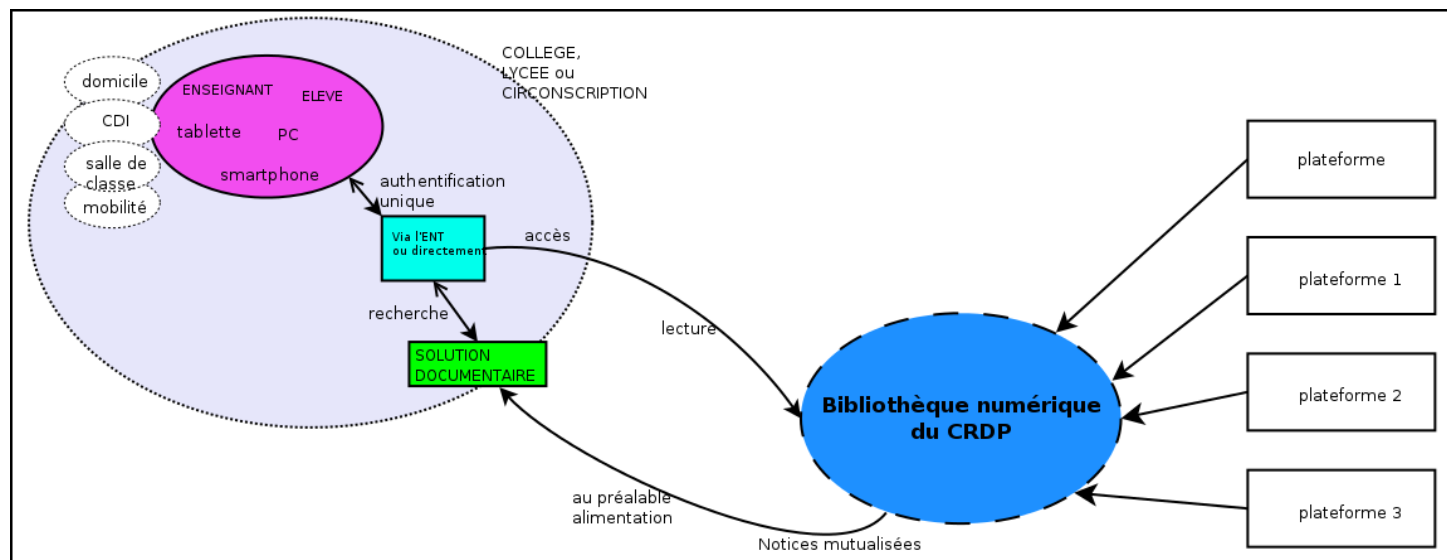 COLLEGE,
LYCEE ou
CIRCONSCRIPTION
domicile
CDI
salle de
classe
mobilité
ENSEIGNANT
ELEVE
tablette
PC
smartphone
authentification
unique
Via l'ENT
ou directement
accès
recherche
lecture
SOLUTION
DOCUMENTAIRE
au préalable
alimentation
Notices mutualisées
Bibliothèque numérique
du CRDP
plateforme
plateforme 1
plateforme 2
plateforme 3